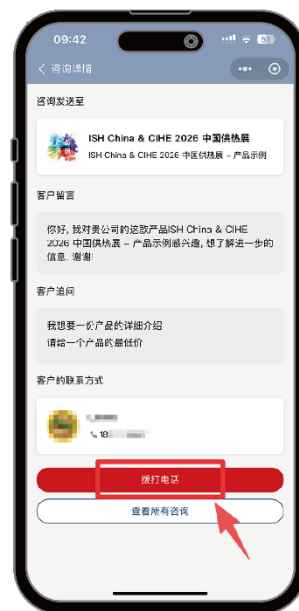 09:42
咨询详情
咨询发送至
ISH China & CIHE 2026 中国供热展
ISH China & CIHE 2026 中国供热展 – 产品示例
客户留言
你好, 我对贵公司的这款产品ISH China & CIHE
2026 中国供热展 – 产品示例感兴趣, 想了解进一步的
信息. 谢谢!
客户追问
我想要一份产品的详细介绍
请给一个产品的最低价
客户的联系方式
18
拨打电话
查看所有咨询